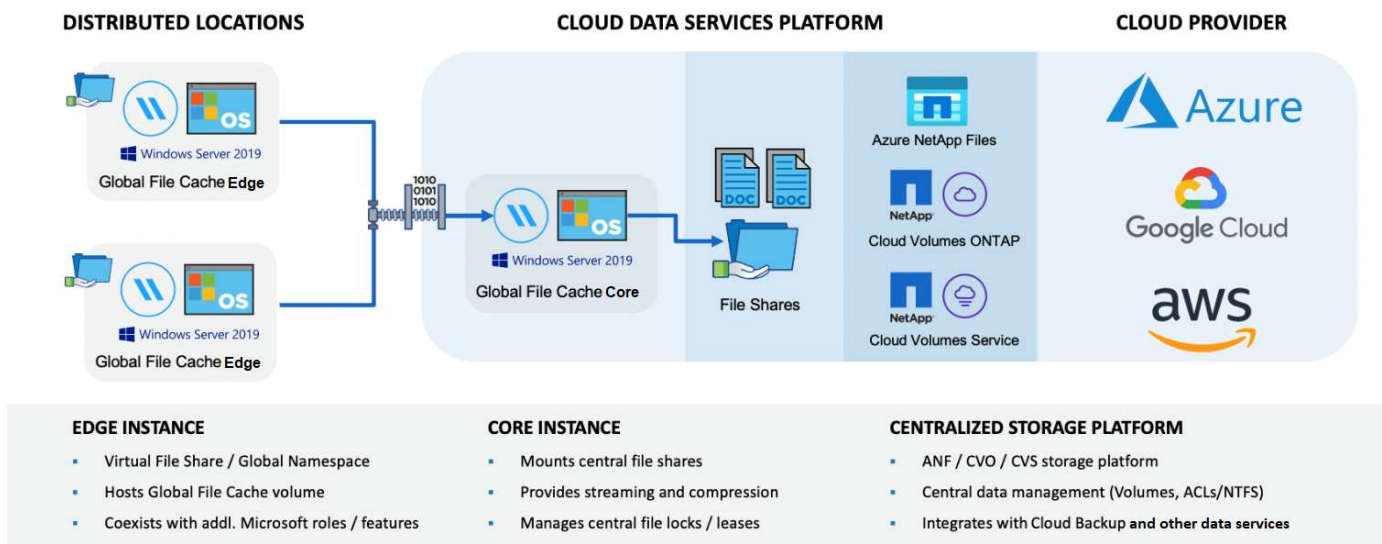 DISTRIBUTED LOCATIONS
CLOUD DATA SERVICES PLATFORM
CLOUD PROVIDER
OS
Windows Server 2019
Global File Cache Edge
OS
Windows Server 2019
Global File Cache Edge
1010
0101
1010
OS
Windows Server 2019
Global File Cache Core
DOC
DOC
File Shares
Azure NetApp Files
NetApp
Cloud Volumes ONTAP
NetApp
Cloud Volumes Service
Azure
Google Cloud
aws
EDGE INSTANCE
▪ Virtual File Share / Global Namespace
▪ Hosts Global File Cache volume
▪ Coexists with addl. Microsoft roles / features
CORE INSTANCE
▪ Mounts central file shares
▪ Provides streaming and compression
▪ Manages central file locks / leases
CENTRALIZED STORAGE PLATFORM
▪ ANF / CVO / CVS storage platform
▪ Central data management (Volumes, ACLs/NTFS)
▪ Integrates with Cloud Backup and other data services